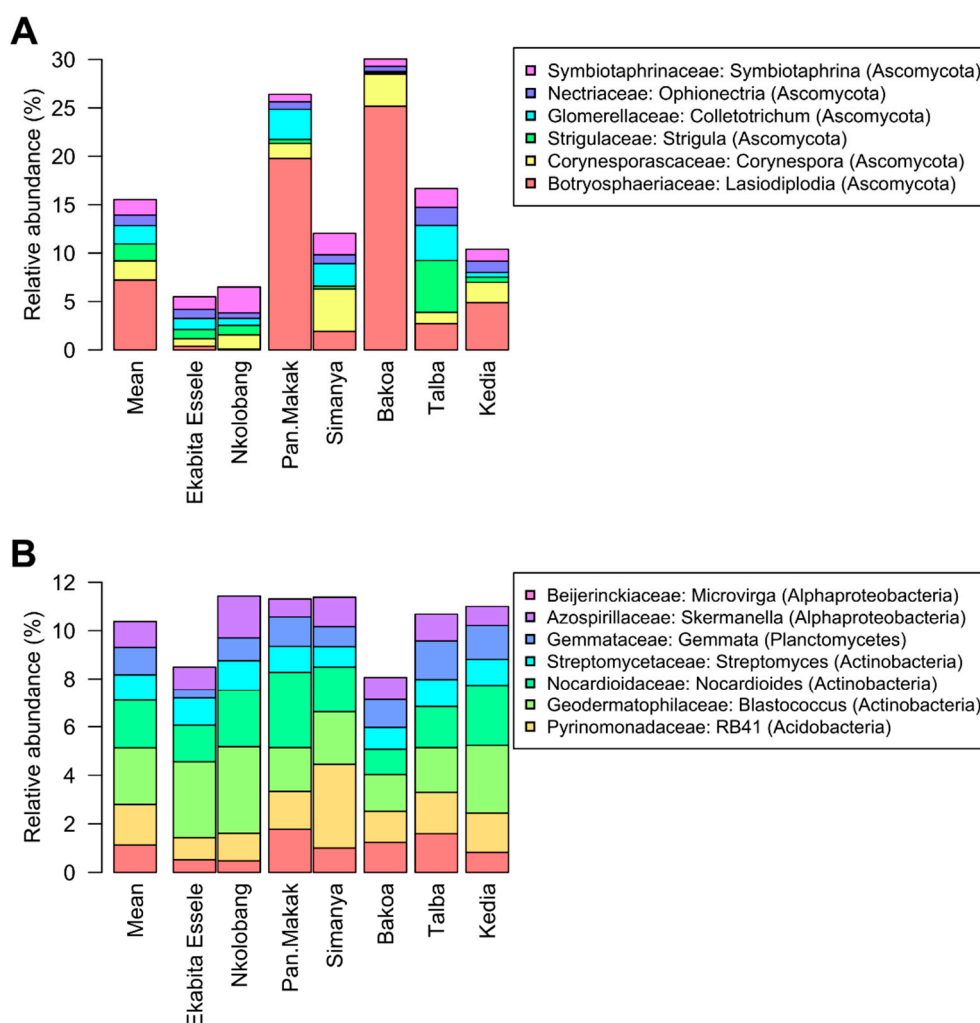 A
Relative abundance (%)
30
25
20
15
10
5
0
Mean
Ekabita Essele
Nkolobang
Pan.Makak
Simanya
Bakoa
Talba
Kedia
Symbiotaphrinaceae: Symbiotaphrina (Ascomycota)
Nectriaceae: Ophionectria (Ascomycota)
Glomerellaceae: Colletotrichum (Ascomycota)
Strigulaceae: Strigula (Ascomycota)
Corynesporascaceae: Corynespora (Ascomycota)
Botryosphaeriaceae: Lasiodiplodia (Ascomycota)
B
Relative abundance (%)
12
10
8
6
4
2
0
Mean
Ekabita Essele
Nkolobang
Pan.Makak
Simanya
Bakoa
Talba
Kedia
Beijerinckiaceae: Microvirga (Alphaproteobacteria)
Azospirillaceae: Skermanella (Alphaproteobacteria)
Gemmataceae: Gemmata (Planctomycetes)
Streptomycetaceae: Streptomyces (Actinobacteria)
Nocardioidaceae: Nocardioides (Actinobacteria)
Geodermatophilaceae: Blastococcus (Actinobacteria)
Pyrinomonadaceae: RB41 (Acidobacteria)